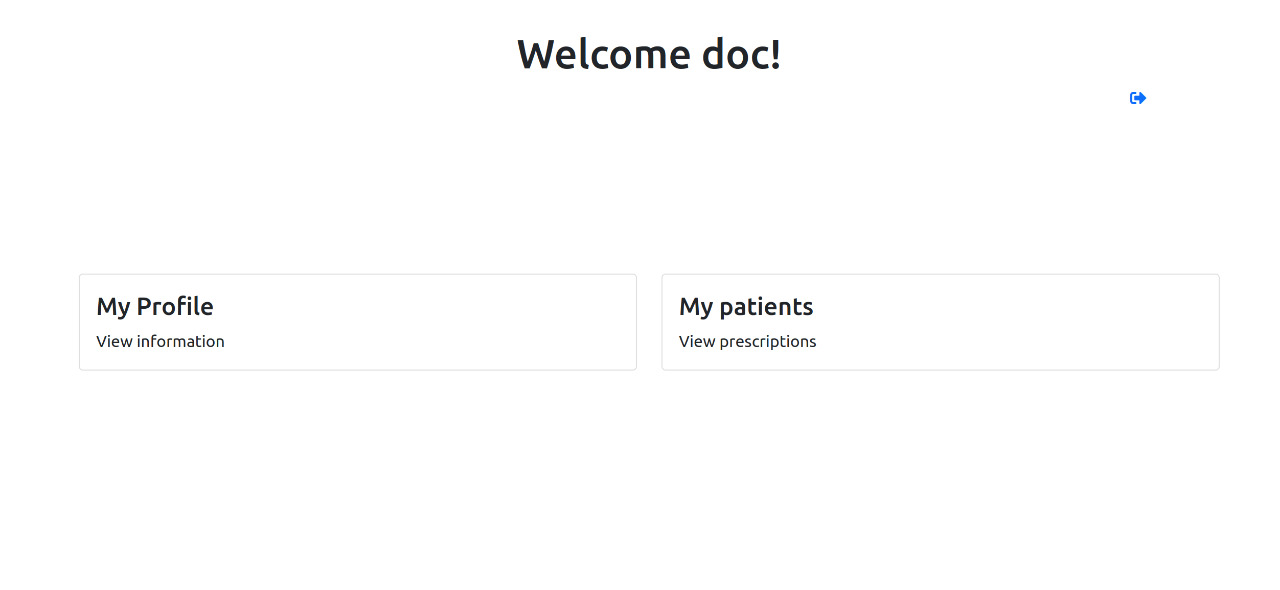 Welcome doc!
My Profile
View information
My patients
View prescriptions